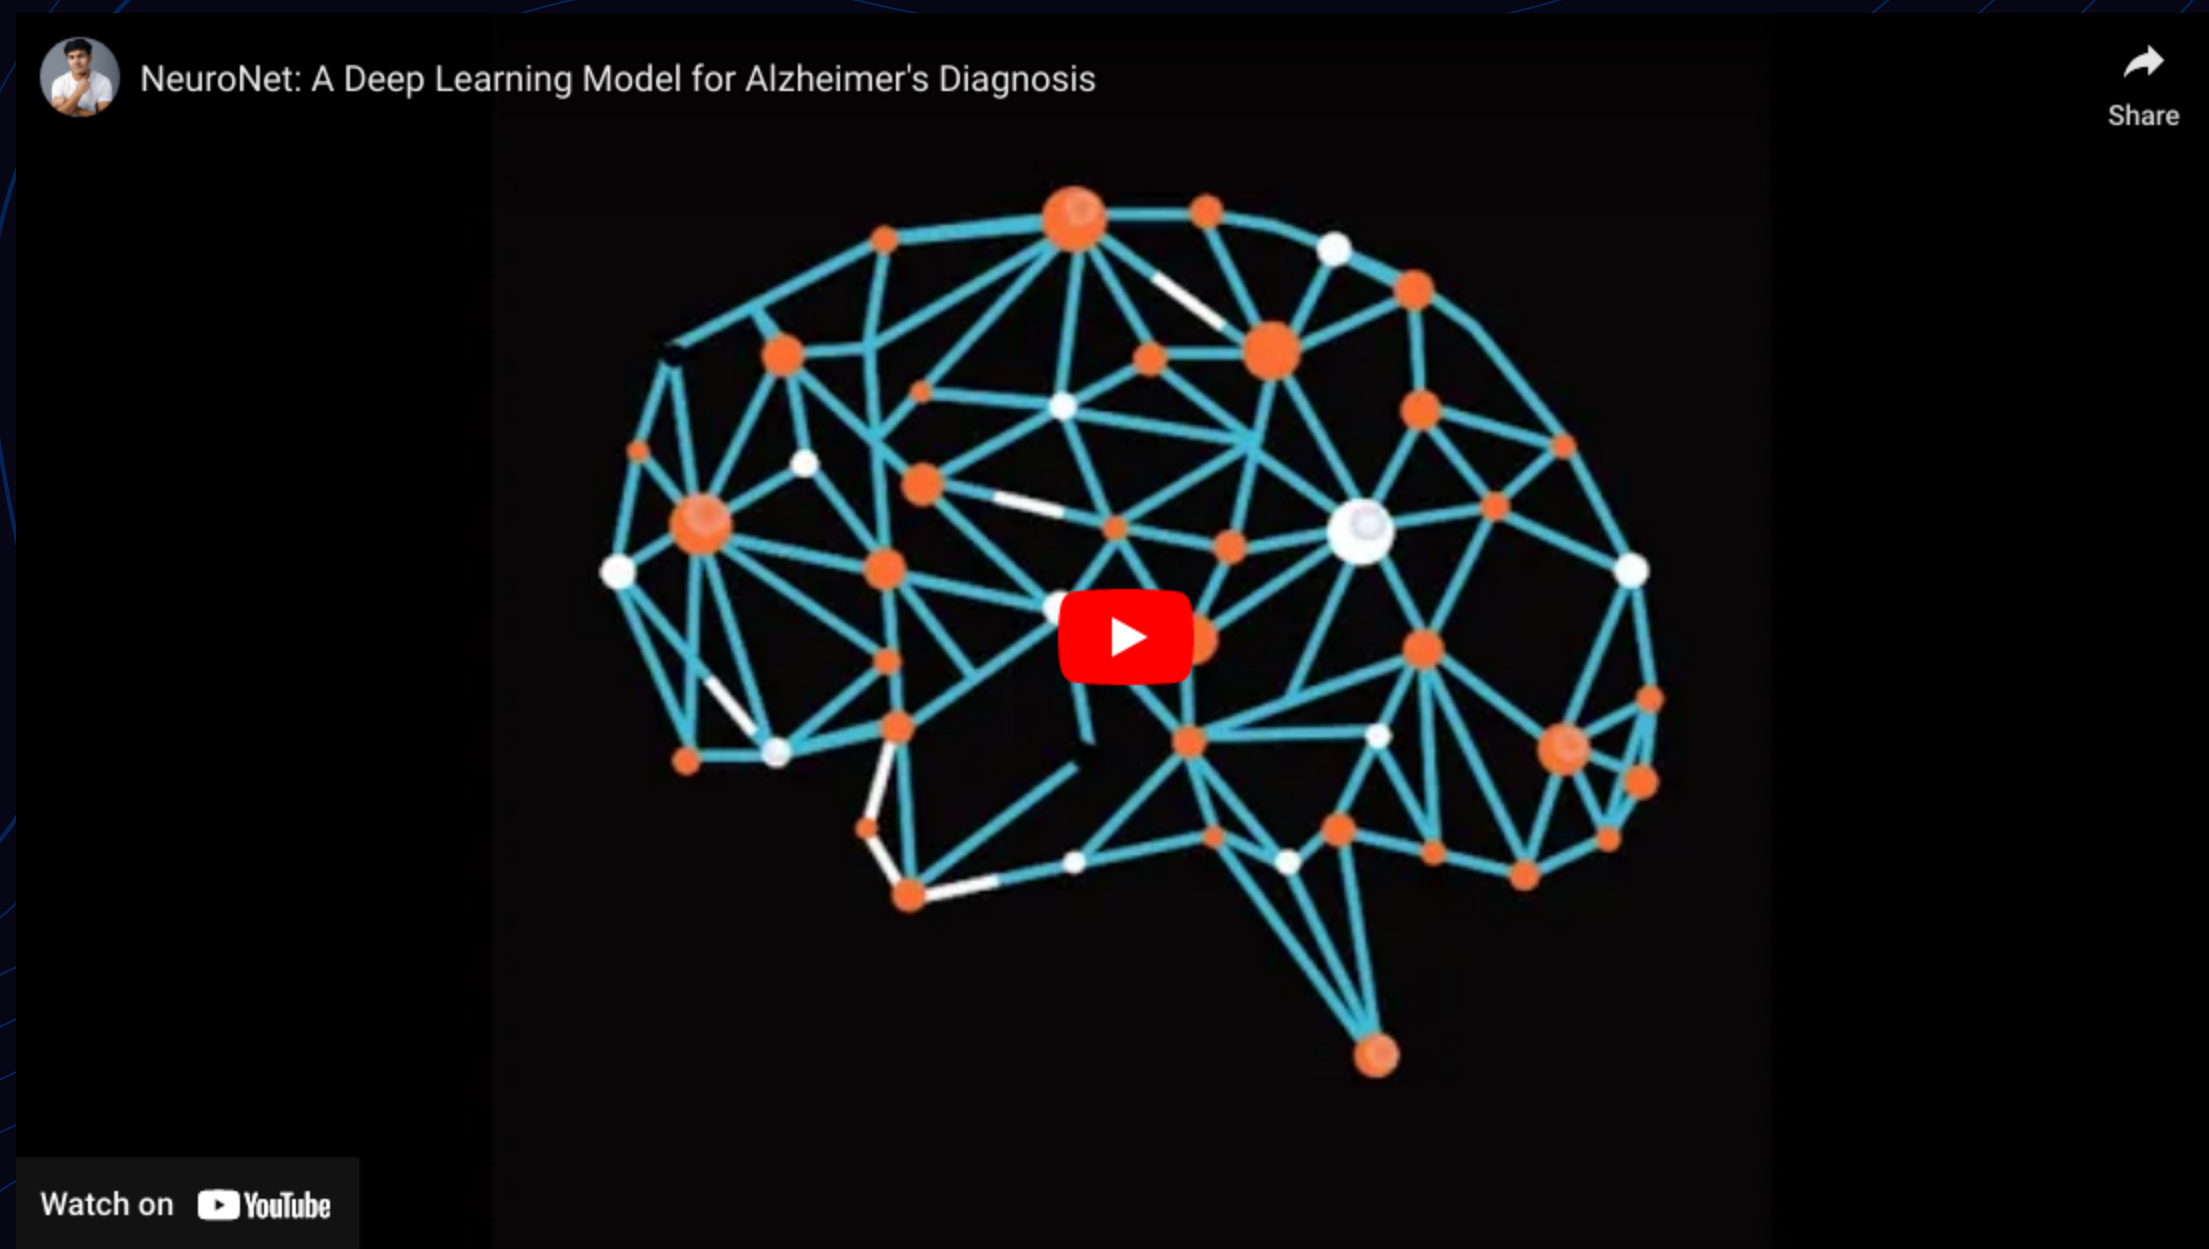 NeuroNet: A Deep Learning Model for Alzheimer's Diagnosis
Share
Watch on YouTube